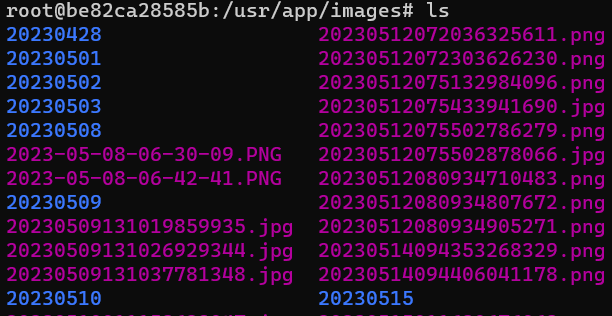 root@be82ca28585b:/usr/app/images# ls
20230428 20230512072036325611.png
20230501 20230512072303626230.png
20230502 20230512075132984096.png
20230503 20230512075433941690.jpg
20230508 20230512075502786279.png
2023-05-08-06-30-09.PNG 20230512075502878066.jpg
2023-05-08-06-42-41.PNG 20230512080934710483.png
20230509 20230512080934807672.png
20230509131019859935.jpg 20230512080934905271.png
20230509131026929344.jpg 20230514094353268329.png
20230509131037781348.jpg 20230514094406041178.png
20230510 20230515